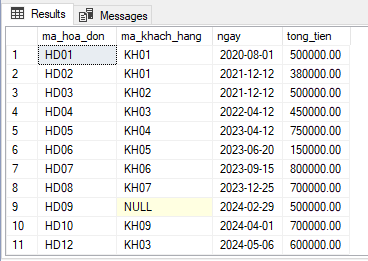 Results Messages
ma_hoa_don ma_khach_hang ngay tong_tien
1 HD01 KH01 2020-08-01 500000.00
2 HD02 KH01 2021-12-12 380000.00
3 HD03 KH02 2021-12-12 500000.00
4 HD04 KH03 2022-04-12 450000.00
5 HD05 KH04 2023-04-12 750000.00
6 HD06 KH05 2023-06-20 150000.00
7 HD07 KH06 2023-09-15 800000.00
8 HD08 KH07 2023-12-25 700000.00
9 HD09 NULL 2024-02-29 500000.00
10 HD10 KH09 2024-04-01 700000.00
11 HD12 KH03 2024-05-06 600000.00